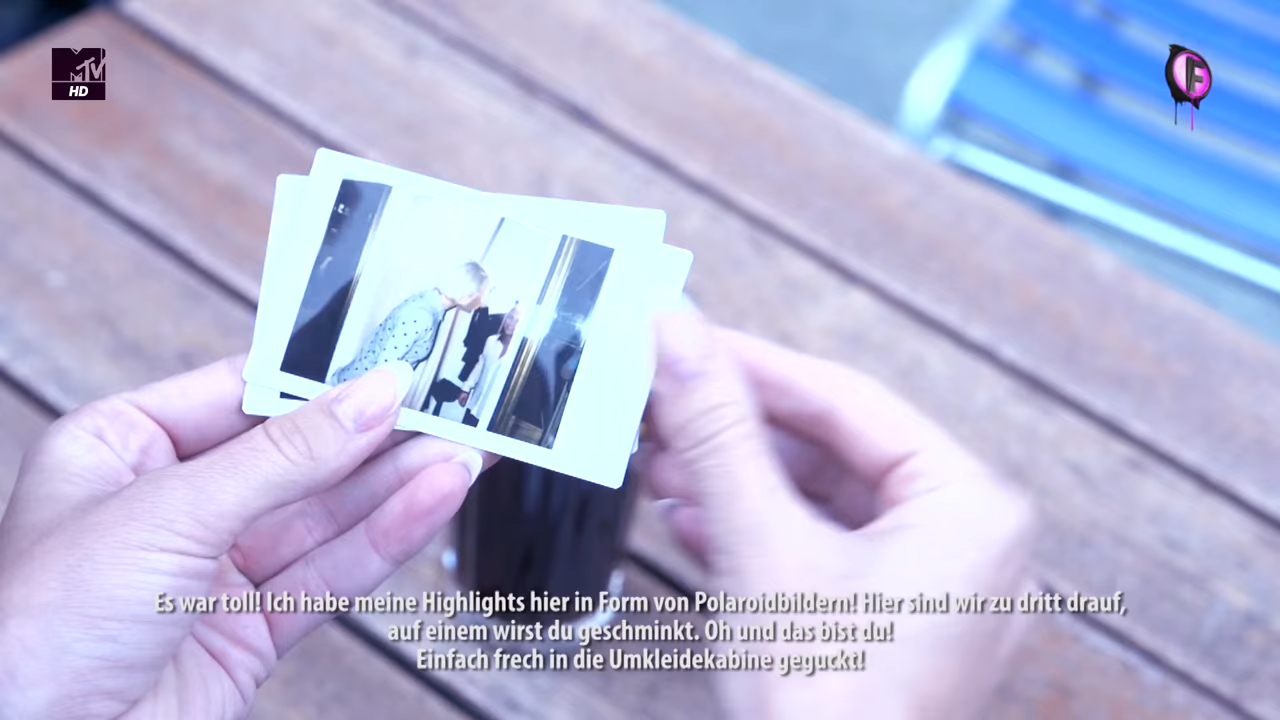 MTV
HD
F
Es war toll! Ich habe meine Highlights hier in Form von Polaroidbildern! Hier sind wir zu dritt drauf,
auf einem wirst du geschminkt. Oh und das bist du!
Einfach frech in die Umkleidekabine geguckt!